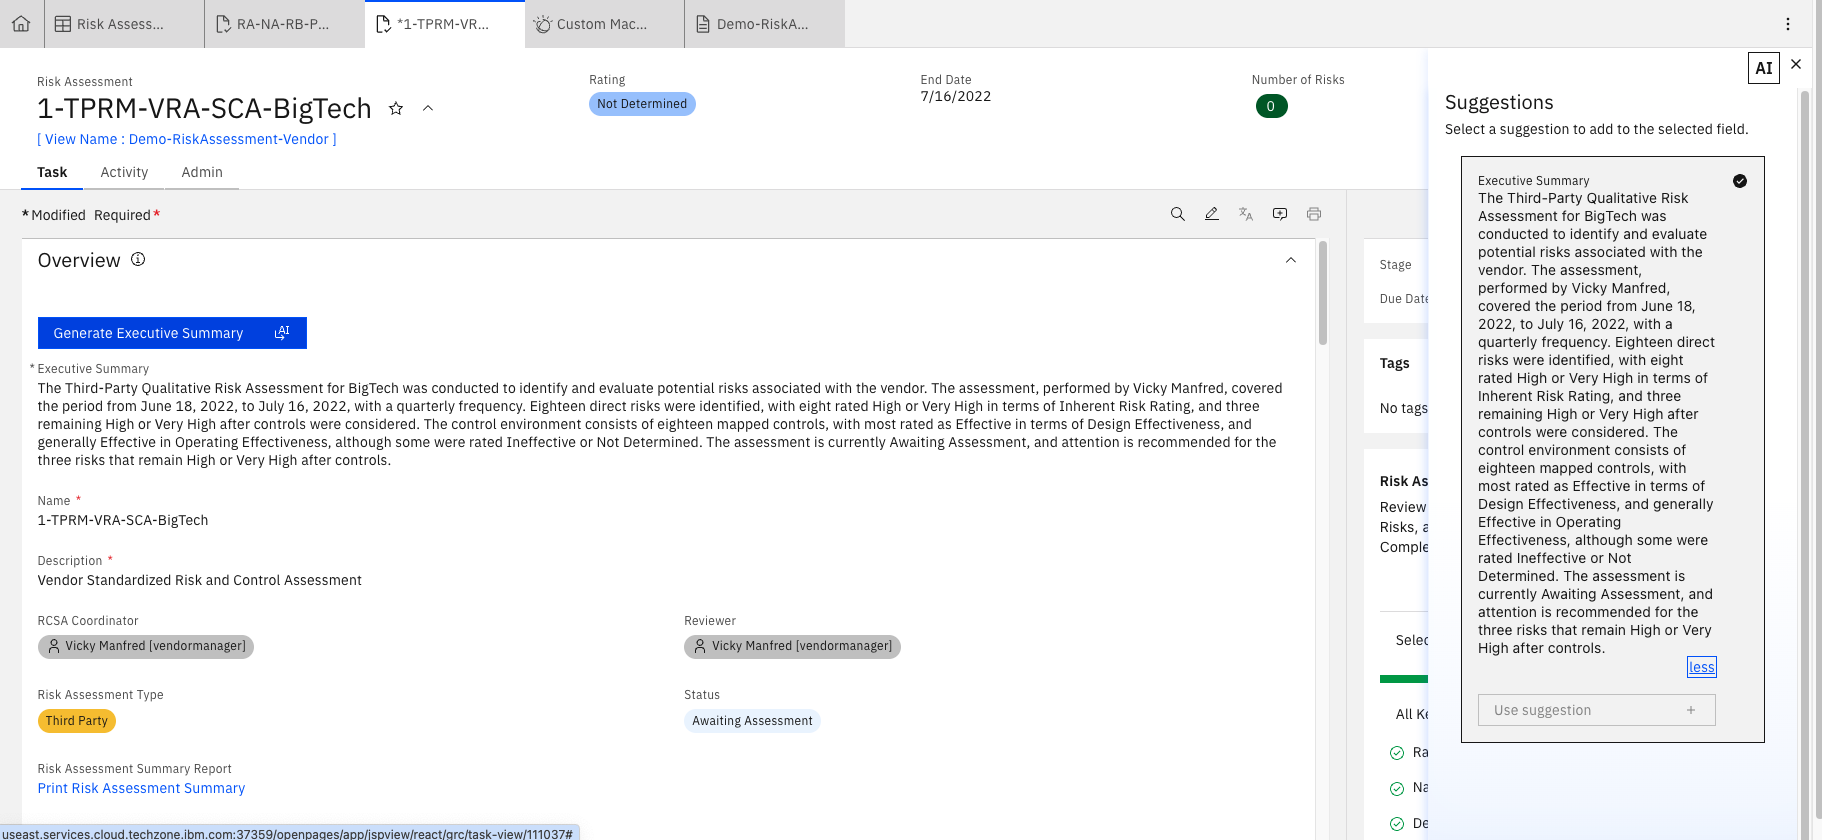 Risk Assess...
RA-NA-RB-P...
*1-TPRM-VR...
Custom Mac...
Demo-RiskA...
Risk Assessment
1-TPRM-VRA-SCA-BigTech
[ View Name : Demo-RiskAssessment-Vendor ]
Rating
Not Determined
End Date
7/16/2022
Number of Risks
0
Task
Activity
Admin
* Modified Required *
Overview
Generate Executive Summary
AI
* Executive Summary
The Third-Party Qualitative Risk Assessment for BigTech was conducted to identify and evaluate potential risks associated with the vendor. The assessment, performed by Vicky Manfred, covered
the period from June 18, 2022, to July 16, 2022, with a quarterly frequency. Eighteen direct risks were identified, with eight rated High or Very High in terms of Inherent Risk Rating, and three
remaining High or Very High after controls were considered. The control environment consists of eighteen mapped controls, with most rated as Effective in terms of Design Effectiveness, and
generally Effective in Operating Effectiveness, although some were rated Ineffective or Not Determined. The assessment is currently Awaiting Assessment, and attention is recommended for the
three risks that remain High or Very High after controls.
Name *
1-TPRM-VRA-SCA-BigTech
Description *
Vendor Standardized Risk and Control Assessment
RCSA Coordinator
Vicky Manfred [vendormanager]
Reviewer
Vicky Manfred [vendormanager]
Risk Assessment Type
Third Party
Status
Awaiting Assessment
Risk Assessment Summary Report
Print Risk Assessment Summary
useast.services.cloud.techzone.ibm.com:37359/openpages/app/jspview/react/grc/task-view/111037#
Stage
Due Date
Tags
No tags
Risk As
Review
Risks, a
Comple
Selec
All Ke
Ra
Na
De
AI
Suggestions
Select a suggestion to add to the selected field.
Executive Summary
The Third-Party Qualitative Risk
Assessment for BigTech was
conducted to identify and evaluate
potential risks associated with the
vendor. The assessment,
performed by Vicky Manfred,
covered the period from June 18,
2022, to July 16, 2022, with a
quarterly frequency. Eighteen direct
risks were identified, with eight
rated High or Very High in terms of
Inherent Risk Rating, and three
remaining High or Very High after
controls were considered. The
control environment consists of
eighteen mapped controls, with
most rated as Effective in terms of
Design Effectiveness, and generally
Effective in Operating
Effectiveness, although some were
rated Ineffective or Not
Determined. The assessment is
currently Awaiting Assessment, and
attention is recommended for the
three risks that remain High or Very
High after controls.
less
Use suggestion +